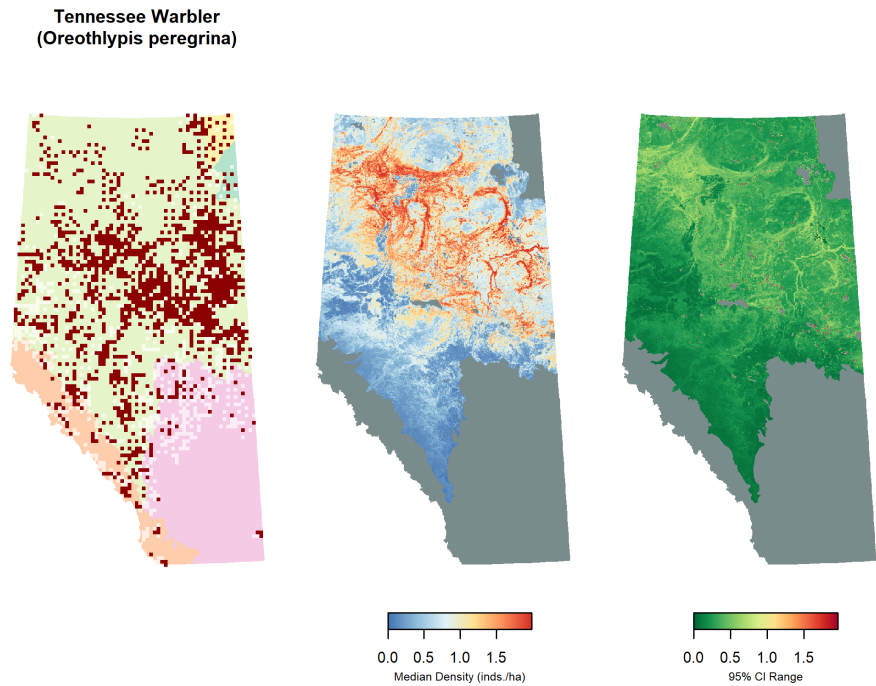 Tennessee Warbler
(Oreothlypis peregrina)
0.0 0.5 1.0 1.5
Median Density (inds./ha)
0.0 0.5 1.0 1.5
95% CI Range